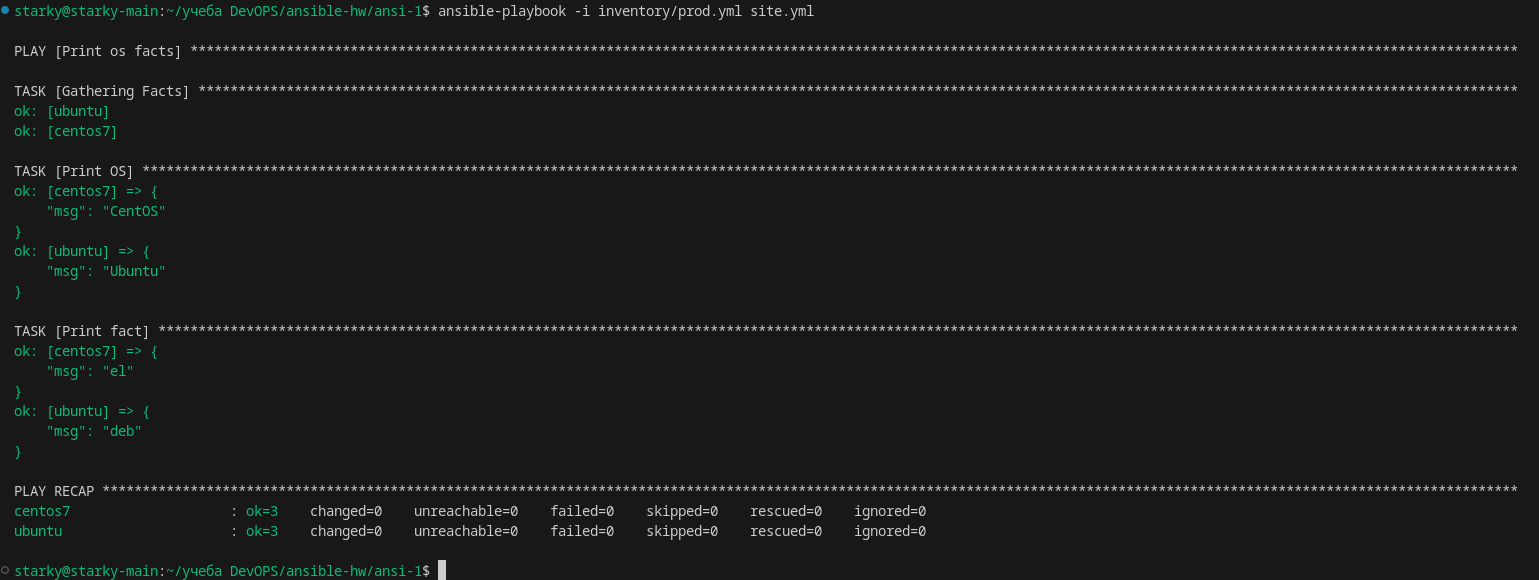 starky@starky-main:~/учеба DevOPS/ansible-hw/ansi-1$ ansible-playbook -i inventory/prod.yml site.yml
PLAY [Print os facts] **********************************************************************************************************************************************************************
TASK [Gathering Facts] *********************************************************************************************************************************************************************
ok: [ubuntu]
ok: [centos7]
TASK [Print OS] ****************************************************************************************************************************************************************************
ok: [centos7] => {
    "msg": "CentOS"
}
ok: [ubuntu] => {
    "msg": "Ubuntu"
}
TASK [Print fact] **************************************************************************************************************************************************************************
ok: [centos7] => {
    "msg": "el"
}
ok: [ubuntu] => {
    "msg": "deb"
}
PLAY RECAP *********************************************************************************************************************************************************************************
centos7                    : ok=3    changed=0    unreachable=0    failed=0    skipped=0    rescued=0    ignored=0
ubuntu                     : ok=3    changed=0    unreachable=0    failed=0    skipped=0    rescued=0    ignored=0
starky@starky-main:~/учеба DevOPS/ansible-hw/ansi-1$